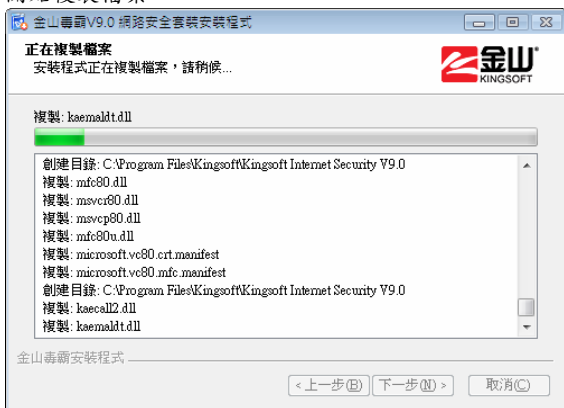 金山毒霸V9.0 網路安全套裝安裝程式
正在複製檔案
安裝程式正在複製檔案，請稍候...
金山®
KINGSOFT
複製: kaemaldt.dll
創建目錄: C:\Program Files\Kingsoft\Kingsoft Internet Security V9.0
複製: mfc80.dll
複製: msvcr80.dll
複製: msvcp80.dll
複製: mfc80u.dll
複製: microsoft.vc80.crt.manifest
複製: microsoft.vc80.mfc.manifest
創建目錄: C:\Program Files\Kingsoft\Kingsoft Internet Security V9.0
複製: kaecall2.dll
複製: kaemaldt.dll
金山毒霸安裝程式
<上一步(B) 下一步(N)> 取消(C)